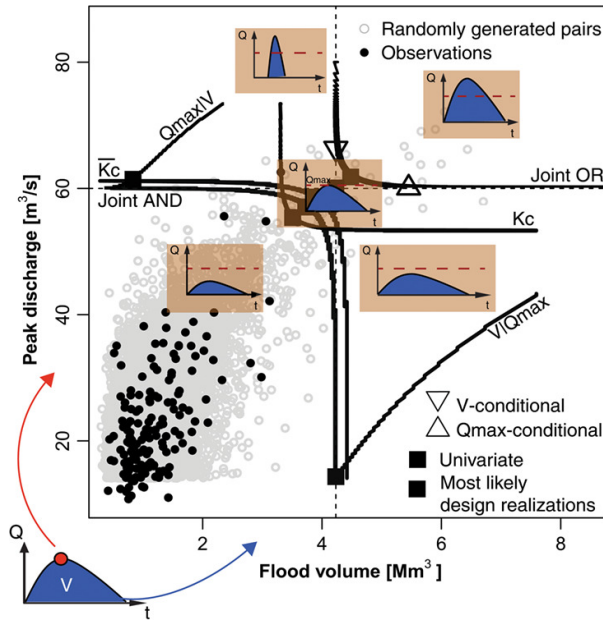 Randomly generated pairs
Observations
Q
t
Q
t
Q
Qmax
t
Q
t
Q
t
QmaxIV
Kc
Joint AND
Joint OR
Kc
VIQmax
V-conditional
Qmax-conditional
Univariate
Most likely
design realizations
Peak discharge [m³/s]
80
60
40
20
2
4
6
8
Flood volume [Mm³ ]
Q
V
t